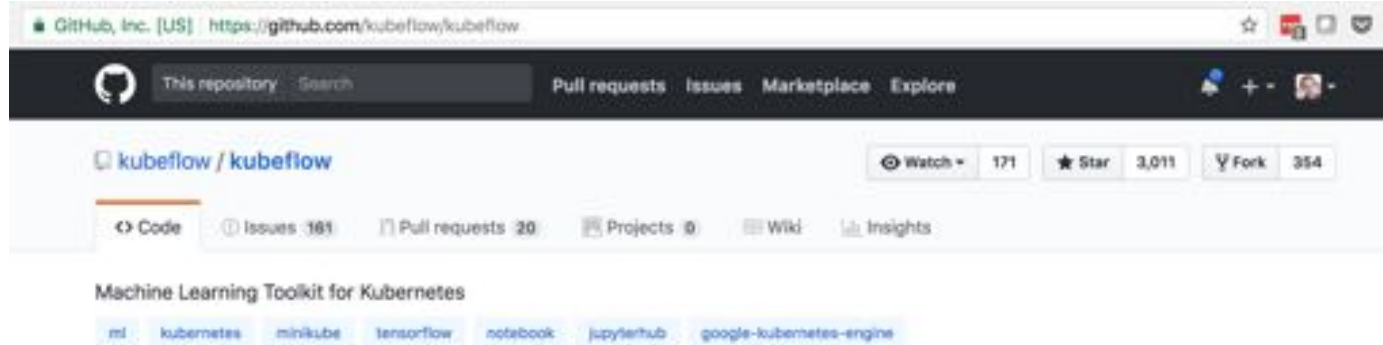 GitHub, Inc. [US] https://github.com/kubeflow/kubeflow
This repository Search Pull requests Issues Marketplace Explore
kubeflow / kubeflow Watch 171 Star 3,011 Fork 354
Code Issues 161 Pull requests 20 Projects 0 Wiki Insights
Machine Learning Toolkit for Kubernetes
ml kubernetes minikube tensorflow notebook jupyterhub google-kubernetes-engine